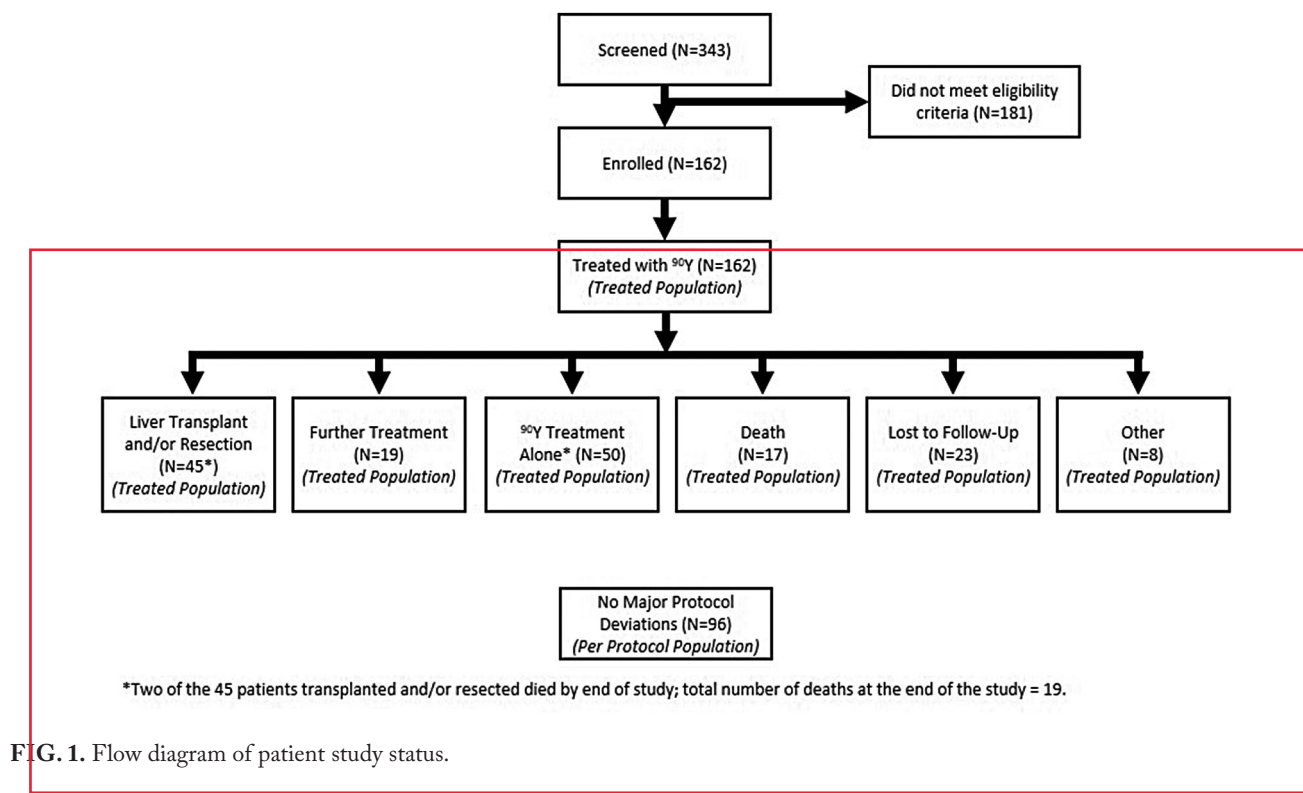 Screened (N=343)
Did not meet eligibility
criteria (N=181)
Enrolled (N=162)
Treated with ⁹⁰Y (N=162)
(Treated Population)
Liver Transplant
and/or Resection
(N=45*)
(Treated Population)
Further Treatment
(N=19)
(Treated Population)
⁹⁰Y Treatment
Alone* (N=50)
(Treated Population)
Death
(N=17)
(Treated Population)
Lost to Follow-Up
(N=23)
(Treated Population)
Other
(N=8)
(Treated Population)
No Major Protocol
Deviations (N=96)
(Per Protocol Population)
*Two of the 45 patients transplanted and/or resected died by end of study; total number of deaths at the end of the study = 19.
FIG. 1. Flow diagram of patient study status.